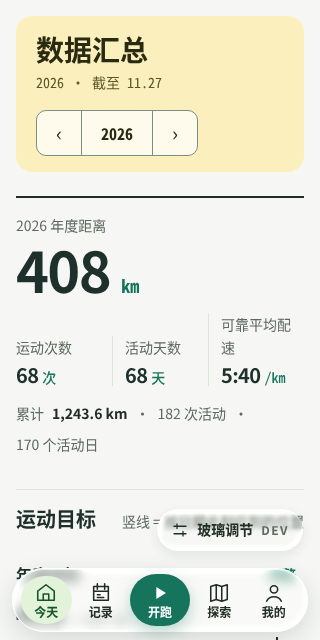 数据汇总
2026 • 截至 11.27
‹ 2026 ›
2026 年度距离
408 km
运动次数
68 次
活动天数
68 天
可靠平均配
速
5:40 /km
累计 1,243.6 km • 182 次活动 •
170 个活动日
运动目标
竖线 =
玻璃调节 DEV
今天
记录
开跑
探索
我的